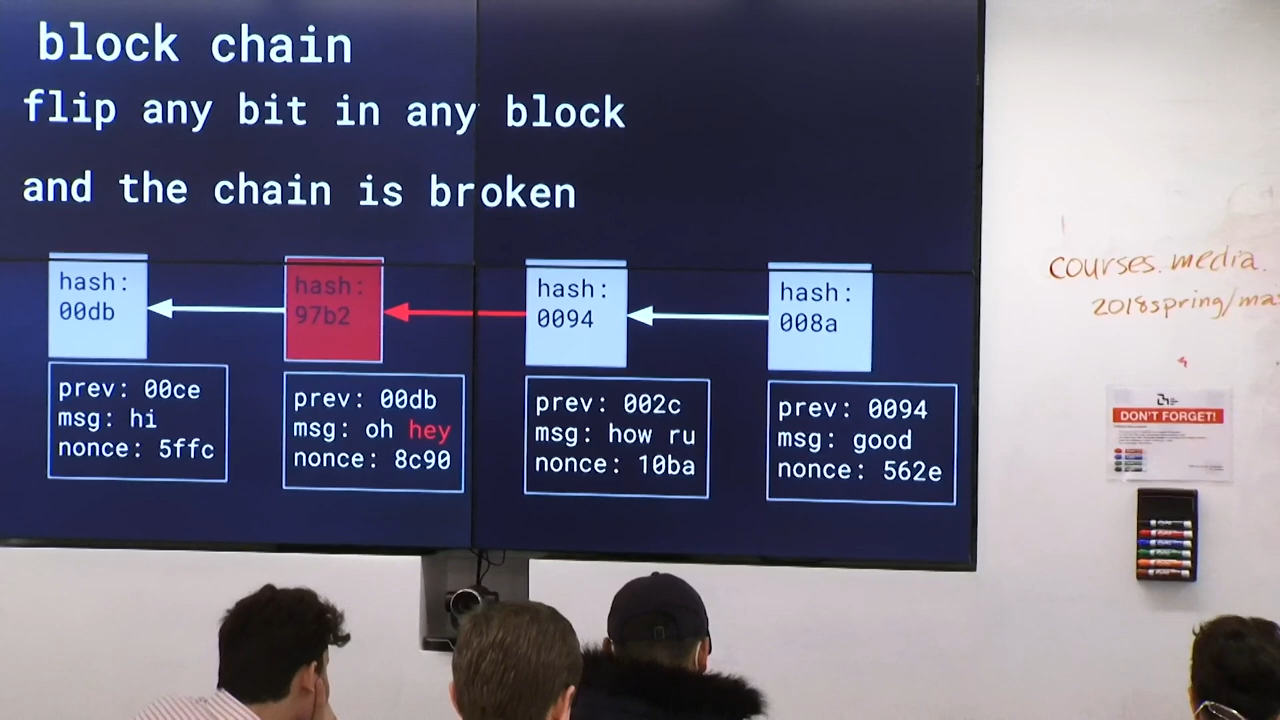 block chain
flip any bit in any block
and the chain is broken
hash:
00db
hash:
97b2
hash:
0094
hash:
008a
prev: 00ce
msg: hi
nonce: 5ffc
prev: 00db
msg: oh hey
nonce: 8c90
prev: 002c
msg: how ru
nonce: 10ba
prev: 0094
msg: good
nonce: 562e
courses.media.
2018spring/ma
DON'T FORGET!